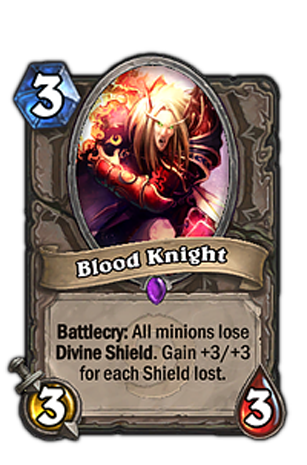 3
Blood Knight
Battlecry: All minions lose
Divine Shield. Gain +3/+3
for each Shield lost.
3 3